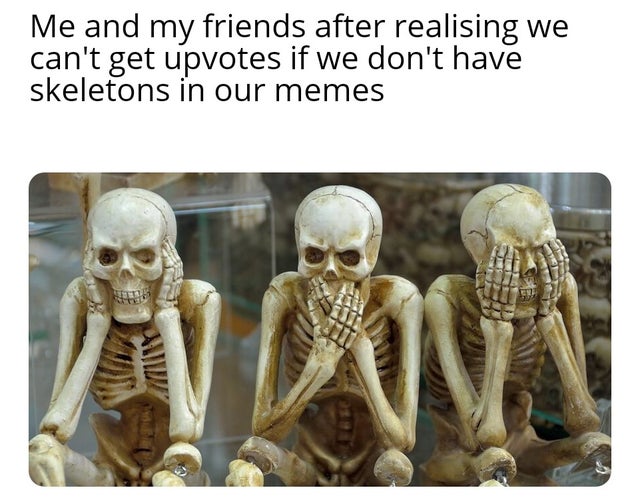 Me and my friends after realising we
can't get upvotes if we don't have
skeletons in our memes